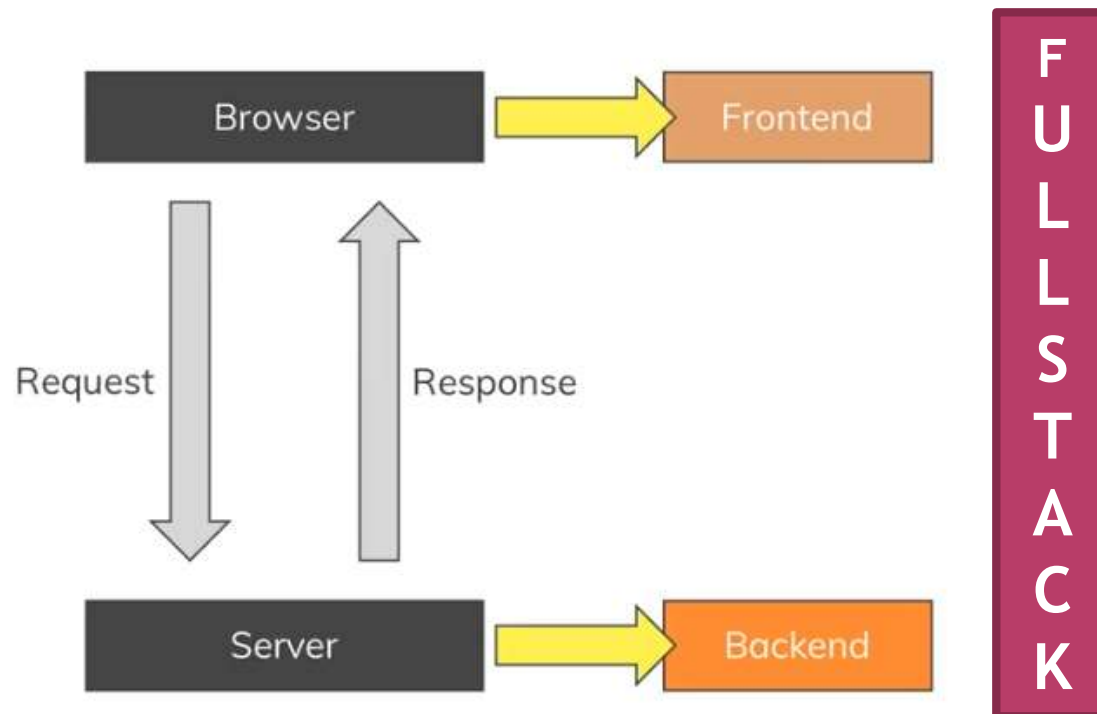 Browser
Frontend
Request
Response
Server
Backend
F
U
L
L
S
T
A
C
K